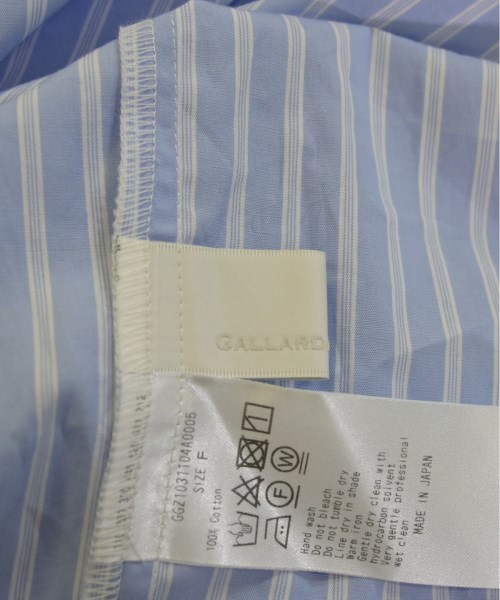 GALLARD
GG21031104A0005
SIZE F
100% Cotton
F W
Hand wash
Do not bleach
Do not tumble dry
Line dry in shade
Warm iron
Gentle dry clean with
hydrocarbon solvent
Very gentle professional
wet clean
MADE IN JAPAN